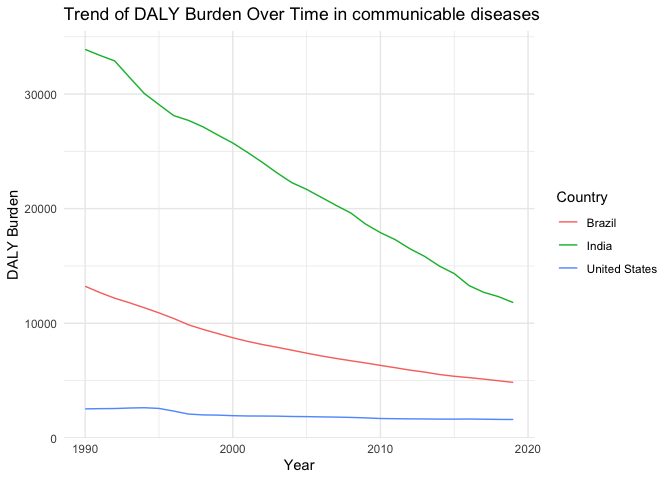 Trend of DALY Burden Over Time in communicable diseases
DALY Burden
30000
20000
10000
0
1990
2000
2010
2020
Year
Country
Brazil
India
United States